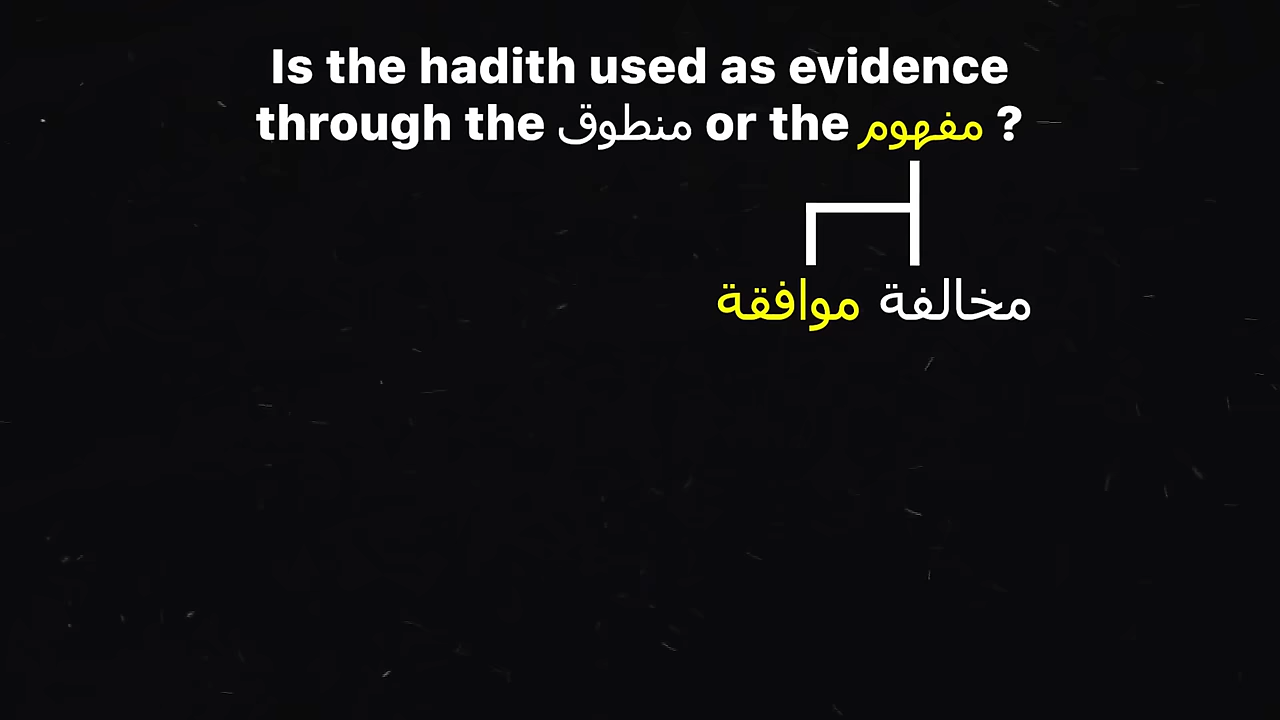 Is the hadith used as evidence
through the منطوق or the مفهوم ?
موافقة مخالفة